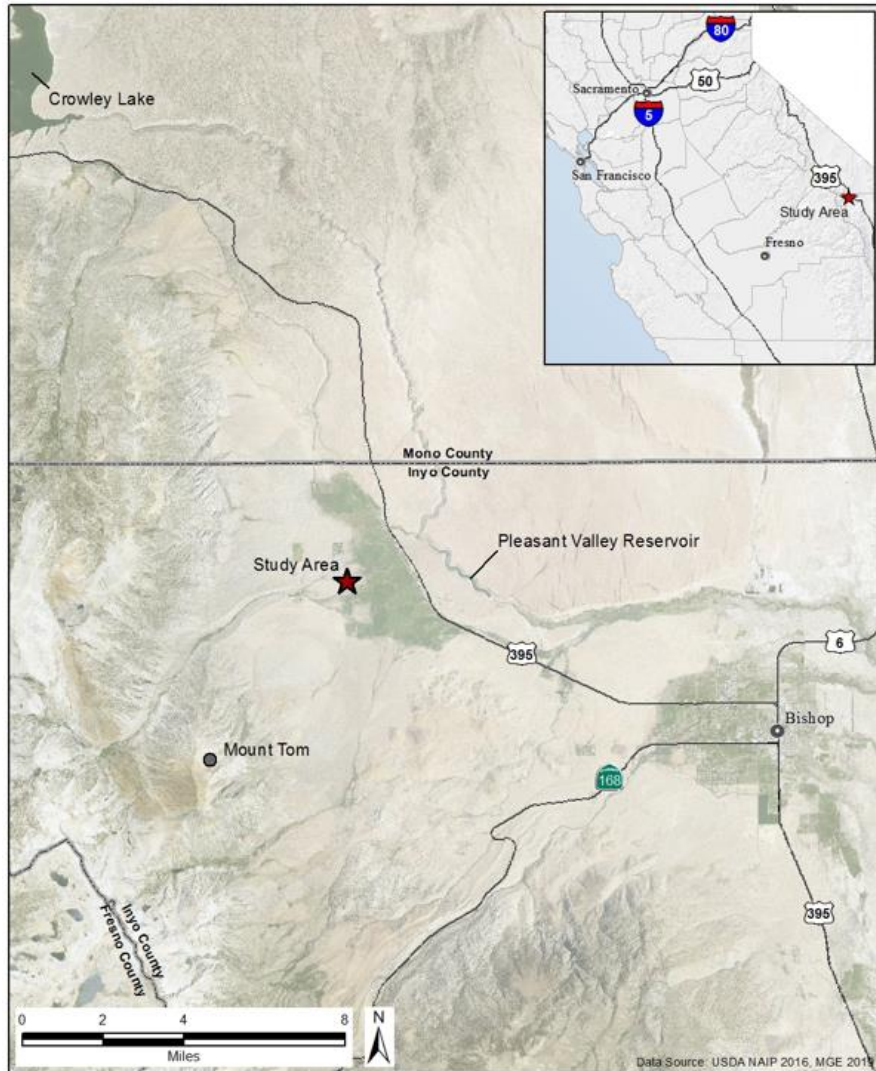 Crowley Lake
80
Sacramento
50
5
San Francisco
395
Study Area
Fresno
Mono County
Inyo County
Pleasant Valley Reservoir
Study Area
395
6
Bishop
Mount Tom
168
Inyo County
Fresno County
395
0 2 4 8
Miles
N
Data Source: USDA NAIP 2016, MGE 2019